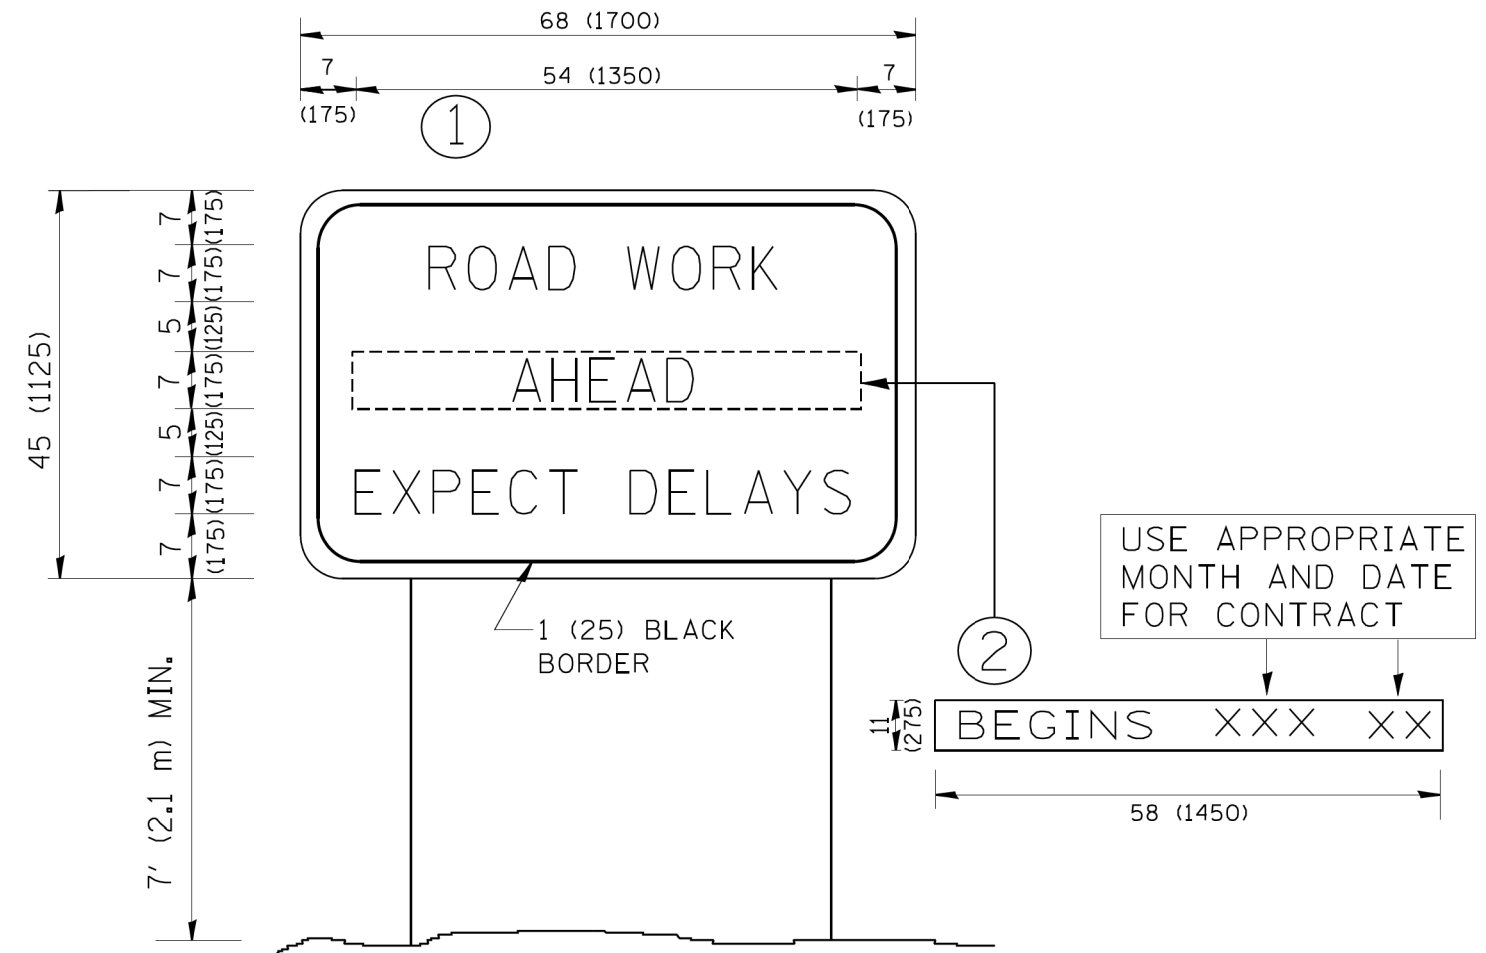 68 (1700)
7
54 (1350)
7
(175)
(175)
1
45 (1125)
7
(175)
7
(175)
5
(125)
7
(175)
5
(125)
7
(175)
7
(175)
ROAD WORK
AHEAD
EXPECT DELAYS
1 (25) BLACK
BORDER
7' (2.1 m) MIN.
2
USE APPROPRIATE
MONTH AND DATE
FOR CONTRACT
11
(275)
BEGINS XXX XX
58 (1450)